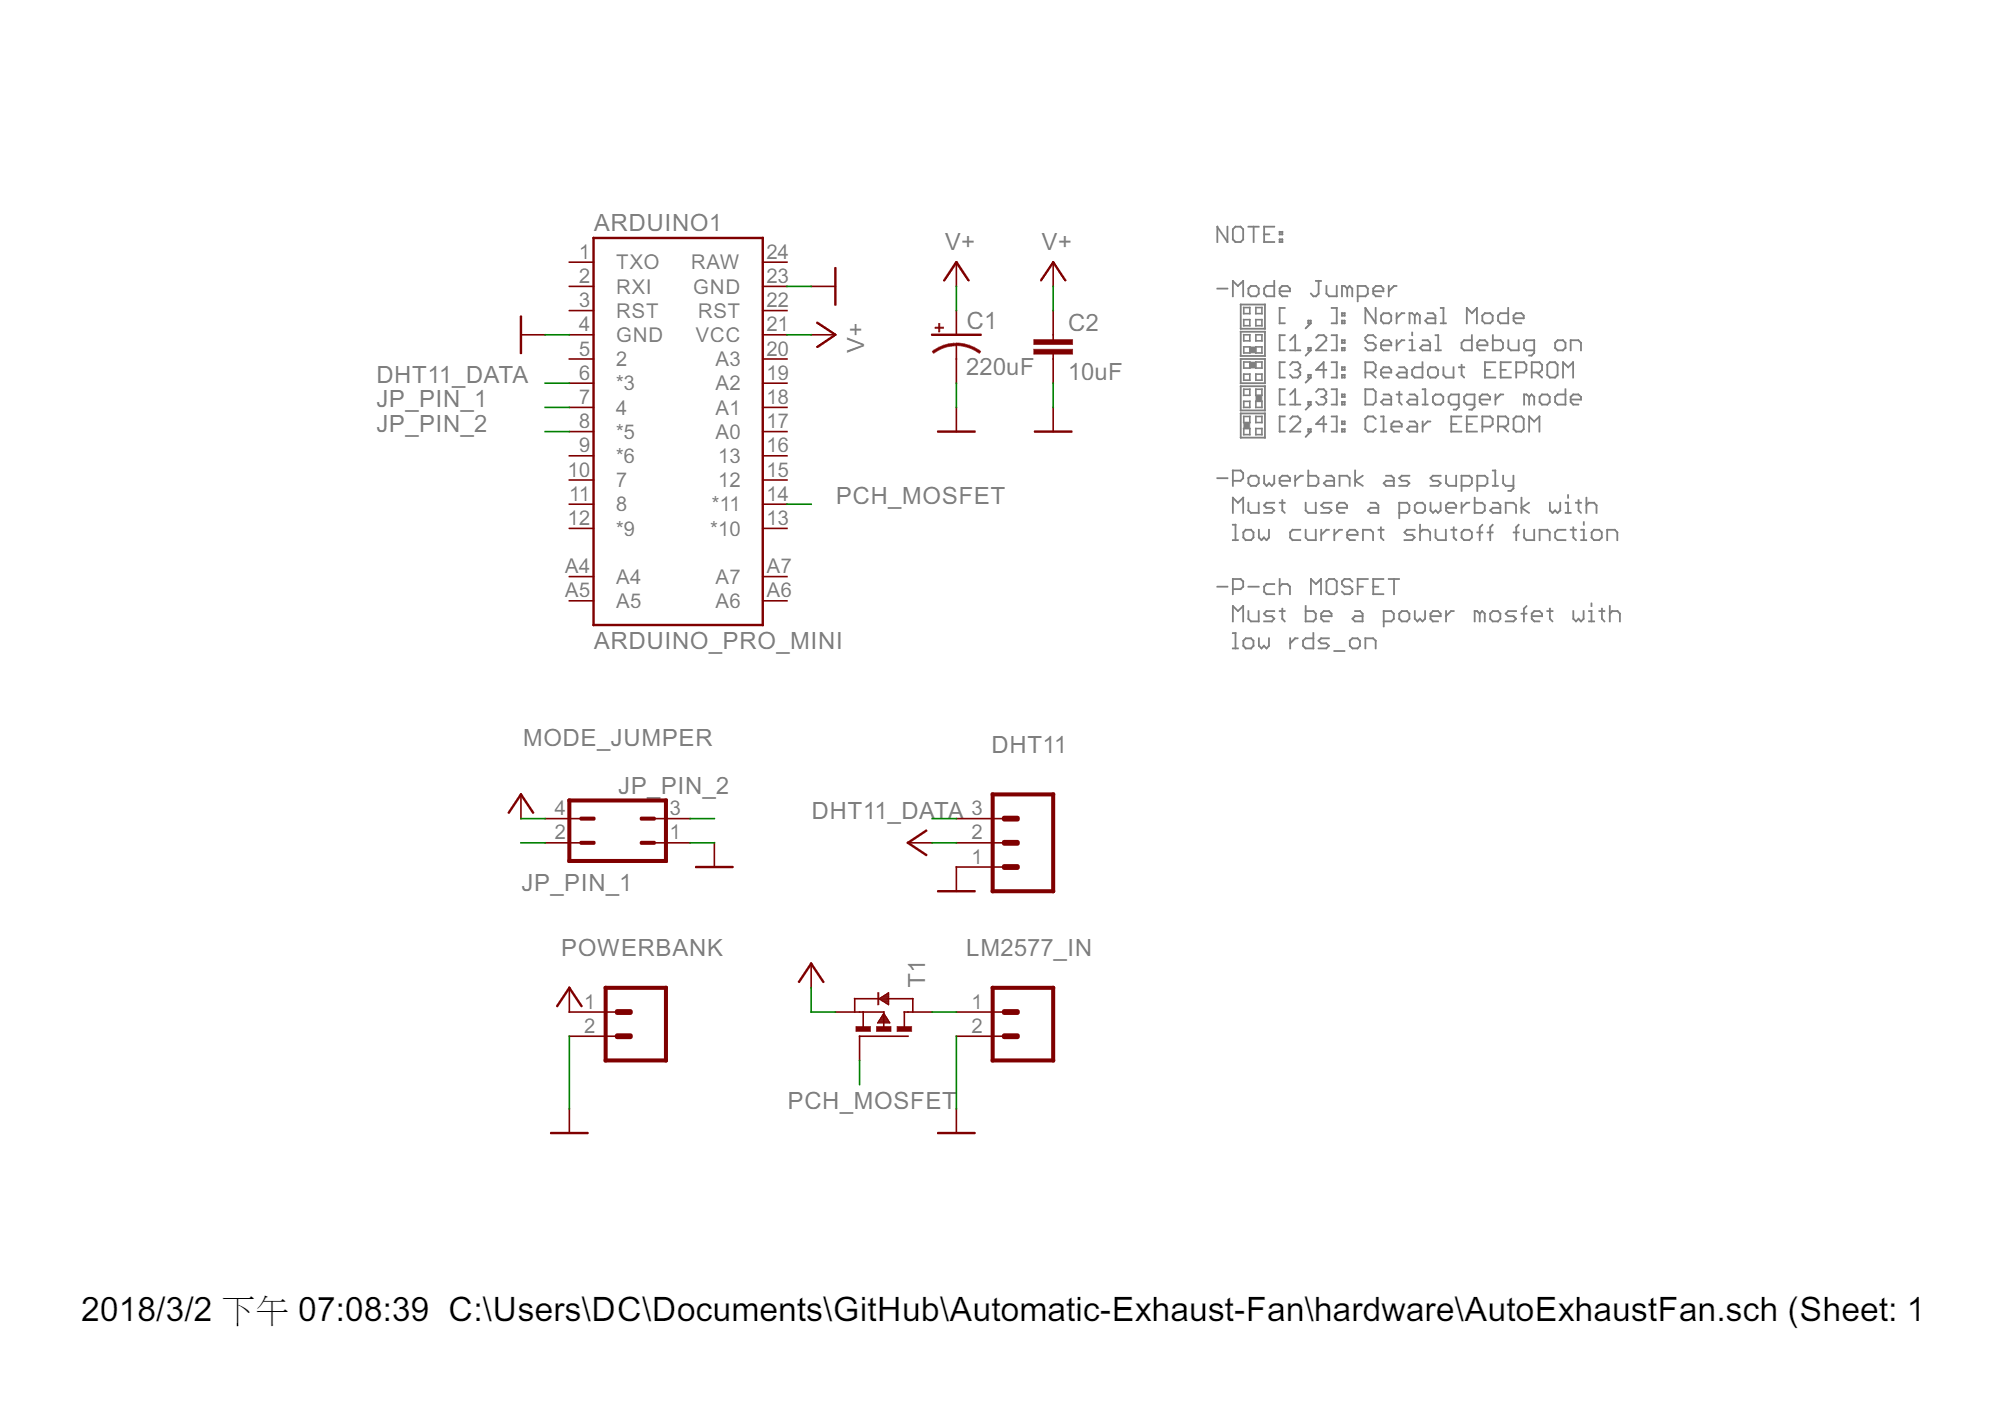 ARDUINO1
1 TXO RAW 24
2 RXI GND 23
3 RST RST 22
4 GND VCC 21 V+
5 2 A3 20
DHT11_DATA 6 *3 A2 19
JP_PIN_1 7 4 A1 18
JP_PIN_2 8 *5 A0 17
9 *6 13 16
10 7 12 15
11 8 *11 14 PCH_MOSFET
12 *9 *10 13
A4 A4 A7 A7
A5 A5 A6 A6
ARDUINO_PRO_MINI
V+
+ C1
220uF
V+
C2
10uF
NOTE:
-Mode Jumper
[ , ]: Normal Mode
[1,2]: Serial debug on
[3,4]: Readout EEPROM
[1,3]: Datalogger mode
[2,4]: Clear EEPROM
-Powerbank as supply
Must use a powerbank with
low current shutoff function
-P-ch MOSFET
Must be a power mosfet with
low rds_on
MODE_JUMPER
JP_PIN_2
4 3
2 1
JP_PIN_1
DHT11
DHT11_DATA 3
2
1
POWERBANK
1
2
T1
PCH_MOSFET
LM2577_IN
1
2
2018/3/2 下午 07:08:39 C:\Users\DC\Documents\GitHub\Automatic-Exhaust-Fan\hardware\AutoExhaustFan.sch (Sheet: 1